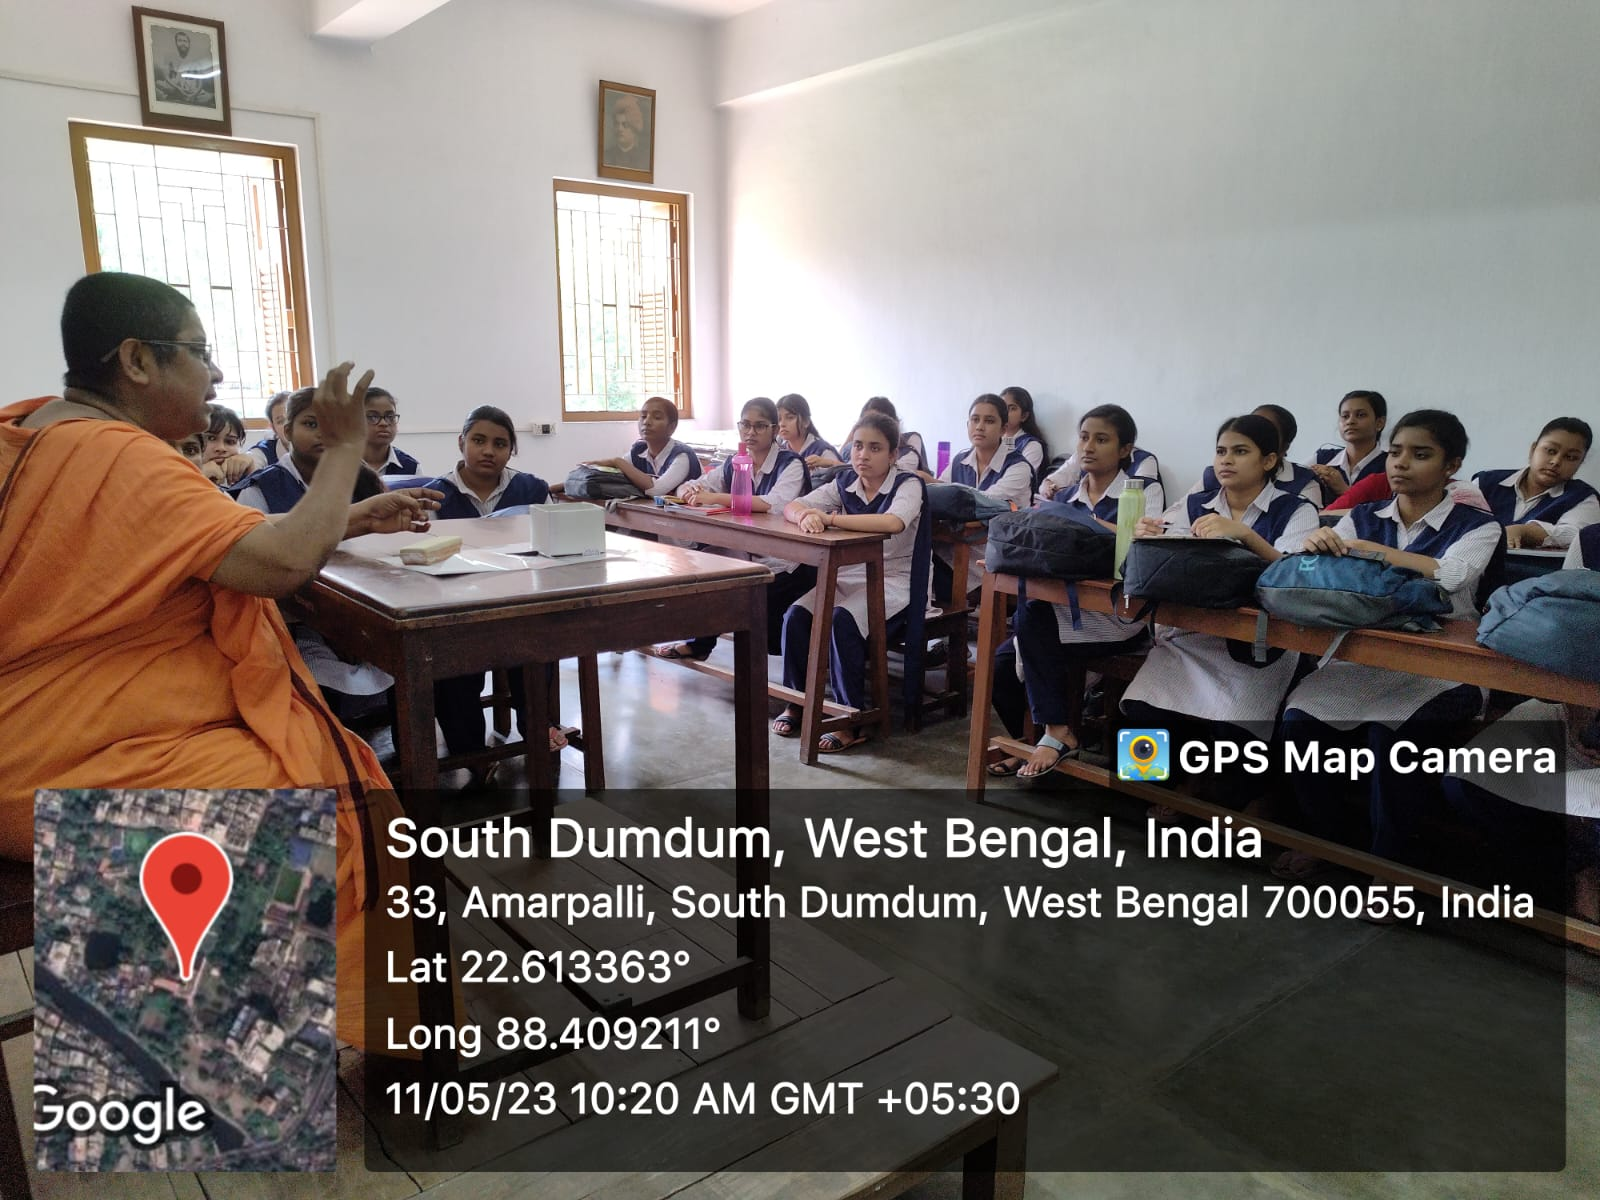 GPS Map Camera
South Dumdum, West Bengal, India
33, Amarpalli, South Dumdum, West Bengal 700055, India
Lat 22.613363°
Long 88.409211°
11/05/23 10:20 AM GMT +05:30
Google